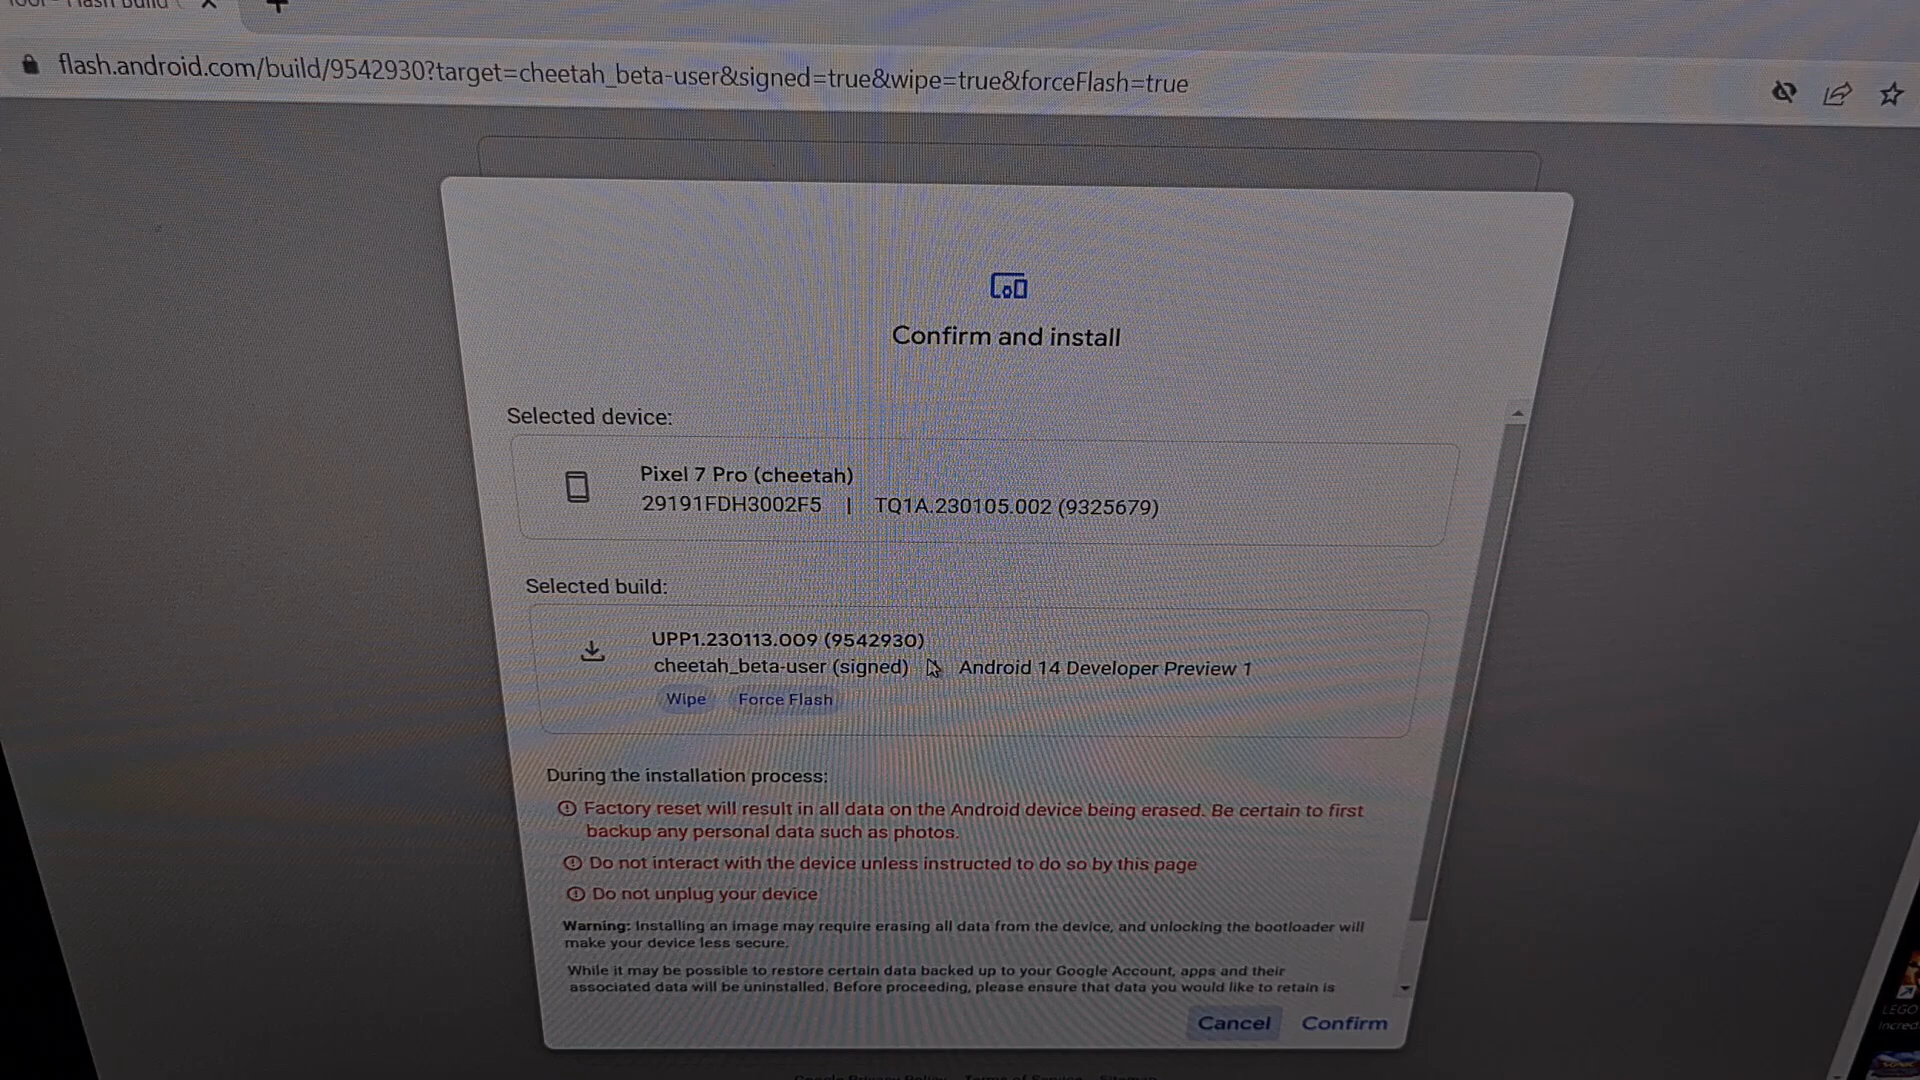 Flash Build
flash.android.com/build/9542930?target=cheetah_beta-user&signed=true&wipe=true&forceFlash=true
Confirm and install
Selected device:
Pixel 7 Pro (cheetah)
29191FDH3002F5 | TQ1A.230105.002 (9325679)
Selected build:
UPP1.230113.009 (9542930)
cheetah_beta-user (signed) Android 14 Developer Preview 1
Wipe Force Flash
During the installation process:
Factory reset will result in all data on the Android device being erased. Be certain to first
backup any personal data such as photos.
Do not interact with the device unless instructed to do so by this page
Do not unplug your device
Warning: Installing an image may require erasing all data from the device, and unlocking the bootloader will
make your device less secure.
While it may be possible to restore certain data backed up to your Google Account, apps and their
associated data will be uninstalled. Before proceeding, please ensure that data you would like to retain is
Cancel Confirm
LEGO